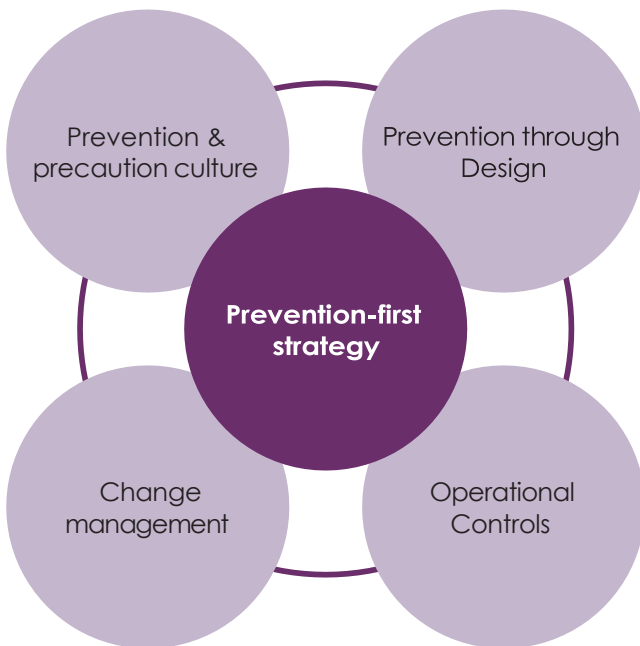 Prevention &
precaution culture
Prevention through
Design
Prevention-first
strategy
Change
management
Operational
Controls